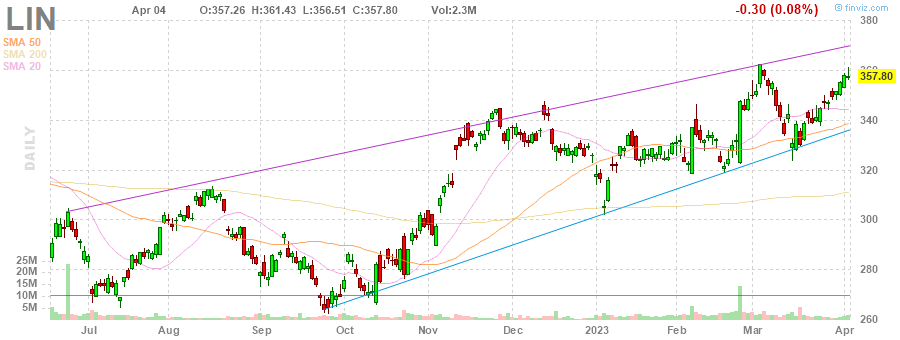 LIN Apr 04 O:357.26 H:361.43 L:356.51 C:357.80 Vol:2.3M -0.30 (0.08%) © finviz.com
SMA 50
SMA 200
SMA 20
DAILY
380
360
357.80
340
320
300
280
260
25M
20M
15M
10M
5M
Jul Aug Sep Oct Nov Dec 2023 Feb Mar Apr